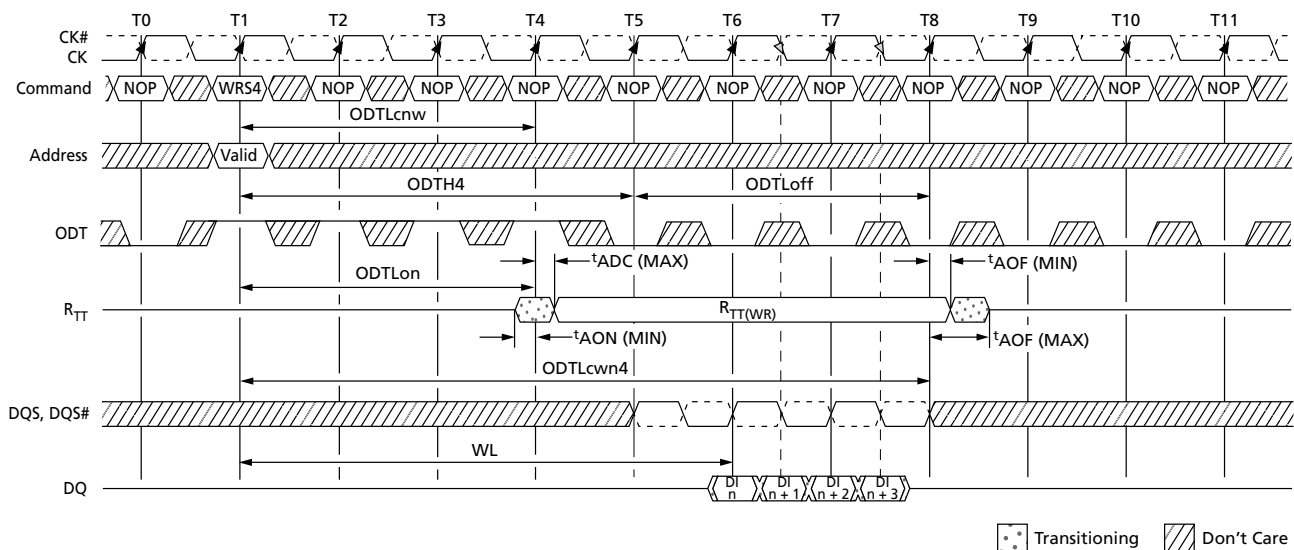 T0 T1 T2 T3 T4 T5 T6 T7 T8 T9 T10 T11
CK#
CK
Command NOP WRS4 NOP NOP NOP NOP NOP NOP NOP NOP NOP NOP
ODTLcnw
Address Valid
ODTH4 ODTLoff
ODT
tADC (MAX) tAOF (MIN)
ODTLon
RTT RTT(WR)
tAON (MIN) tAOF (MAX)
ODTLcwn4
DQS, DQS#
WL
DQ DI n DI n + 1 DI n + 2 DI n + 3
Transitioning Don't Care